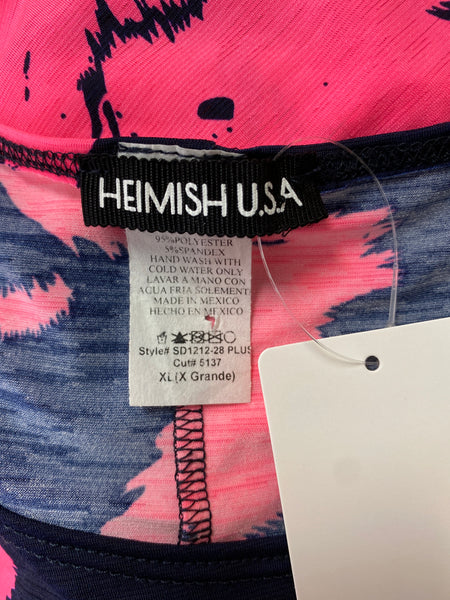 HEIMISH U.S.A
95%POLYESTER
5%SPANDEX
HAND WASH WITH
COLD WATER ONLY
LAVAR A MANO CON
AGUA FRIA SOLEMENT
MADE IN MEXICO
HECHO EN MEXICO
Style# SD1212-28 PLUS
Cut# 5137
XL (X Grande)